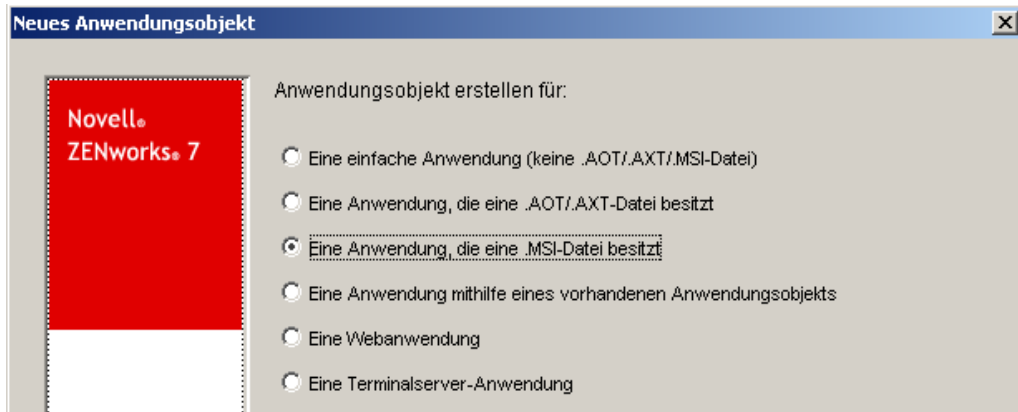 Neues Anwendungsobjekt
Novell®
ZENworks® 7
Anwendungsobjekt erstellen für:
Eine einfache Anwendung (keine .AOT/.AXT/.MSI-Datei)
Eine Anwendung, die eine .AOT/.AXT-Datei besitzt
Eine Anwendung, die eine .MSI-Datei besitzt
Eine Anwendung mithilfe eines vorhandenen Anwendungsobjekts
Eine Webanwendung
Eine Terminalserver-Anwendung